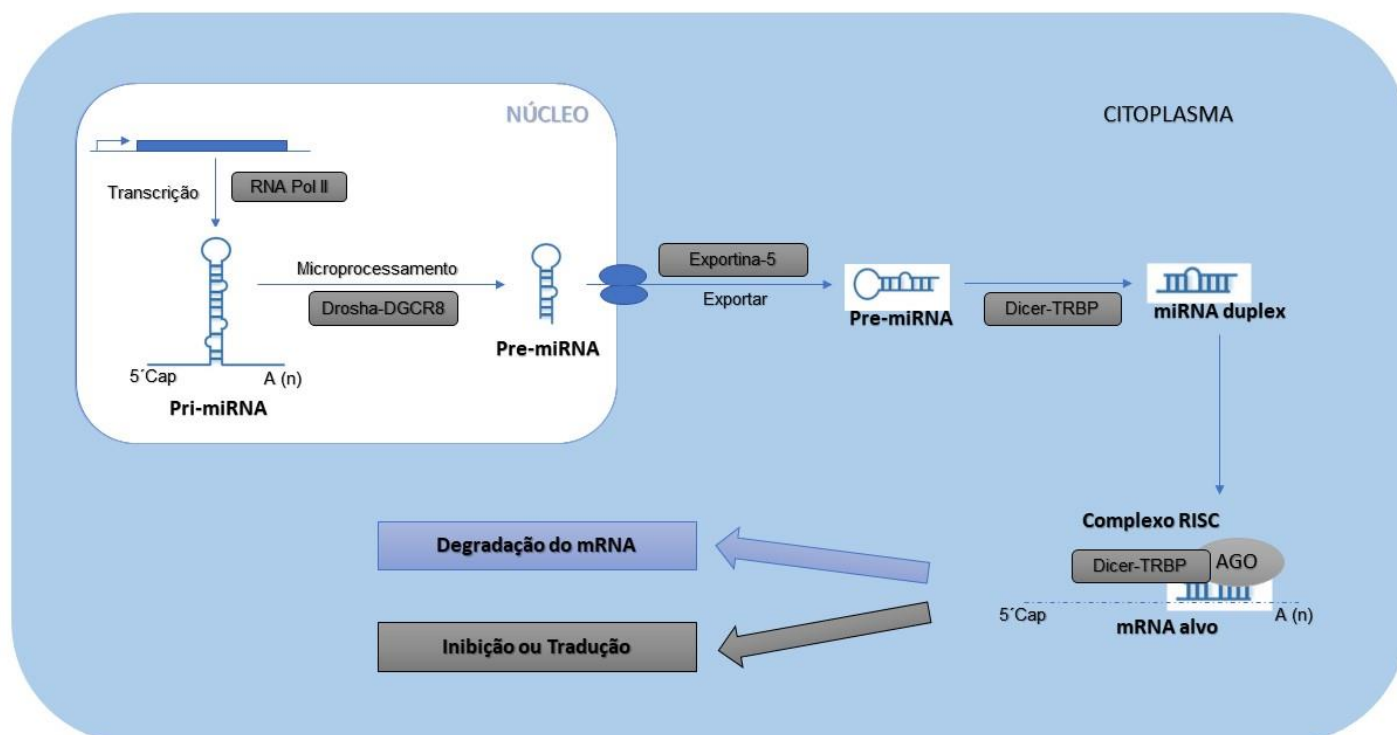 NÚCLEO
CITOPLASMA
Transcrição
RNA Pol II
Microprocessamento
Drosha-DGCR8
Exportina-5
Exportar
Dicer-TRBP
Pre-miRNA
Pre-miRNA
miRNA duplex
5´Cap
A (n)
Pri-miRNA
Complexo RISC
Dicer-TRBP
AGO
5´Cap
A (n)
mRNA alvo
Degradação do mRNA
Inibição ou Tradução